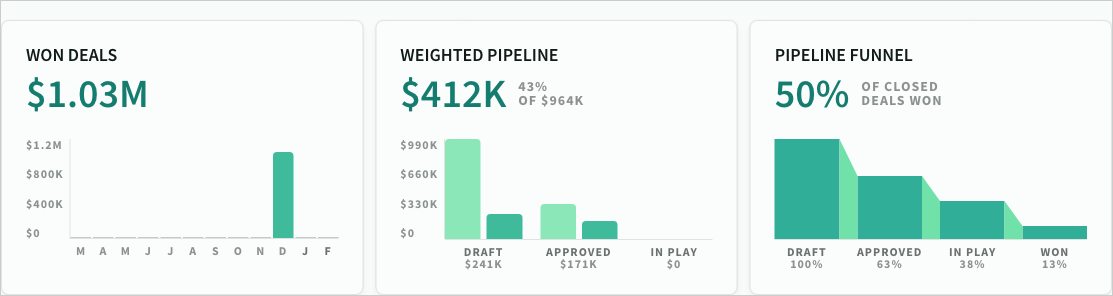 WON DEALS
$1.03M
$1.2M
$800K
$400K
$0
M A M J J A S O N D J F
WEIGHTED PIPELINE
$412K
43%
OF $964K
$990K
$660K
$330K
$0
DRAFT APPROVED IN PLAY
$241K $171K $0
PIPELINE FUNNEL
50%
OF CLOSED
DEALS WON
DRAFT APPROVED IN PLAY WON
100% 63% 38% 13%